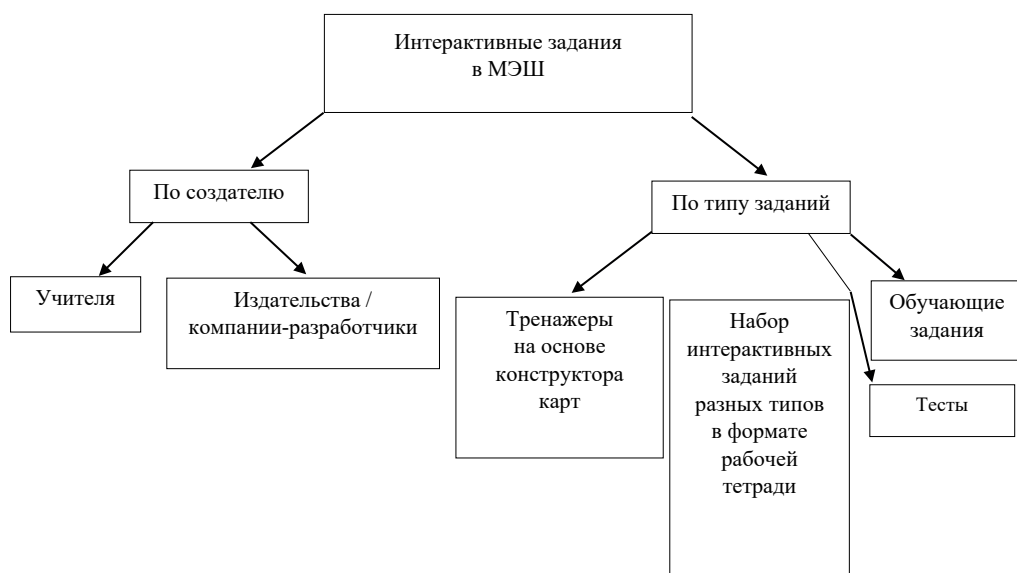 Интерактивные задания
в МЭШ
По создателю
По типу заданий
Учителя
Издательства /
компании-разработчики
Тренажеры
на основе
конструктора
карт
Набор
интерактивных
заданий
разных типов
в формате
рабочей
тетради
Обучающие
задания
Тесты